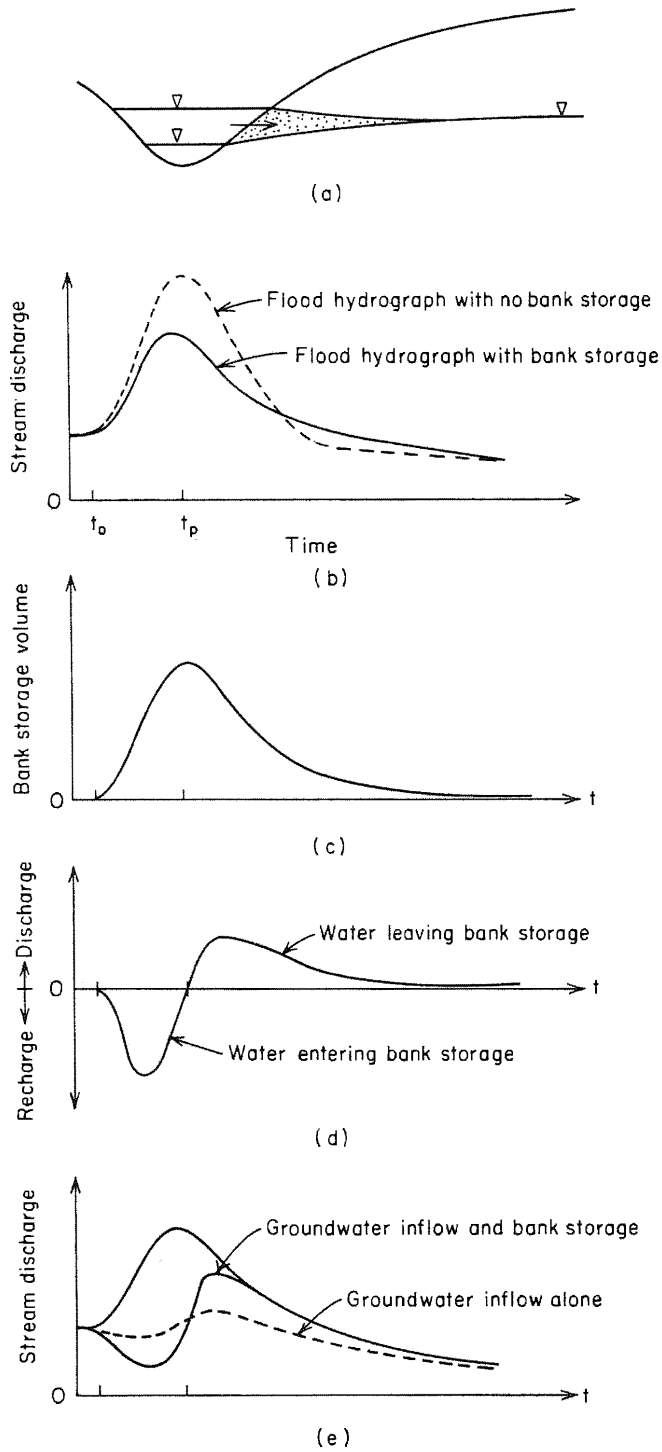 (a)
Stream discharge
Flood hydrograph with no bank storage
Flood hydrograph with bank storage
0
t₀
tₚ
Time
(b)
Bank storage volume
0
t
(c)
Recharge
Discharge
0
t
Water leaving bank storage
Water entering bank storage
(d)
Stream discharge
Groundwater inflow and bank storage
Groundwater inflow alone
0
t
(e)